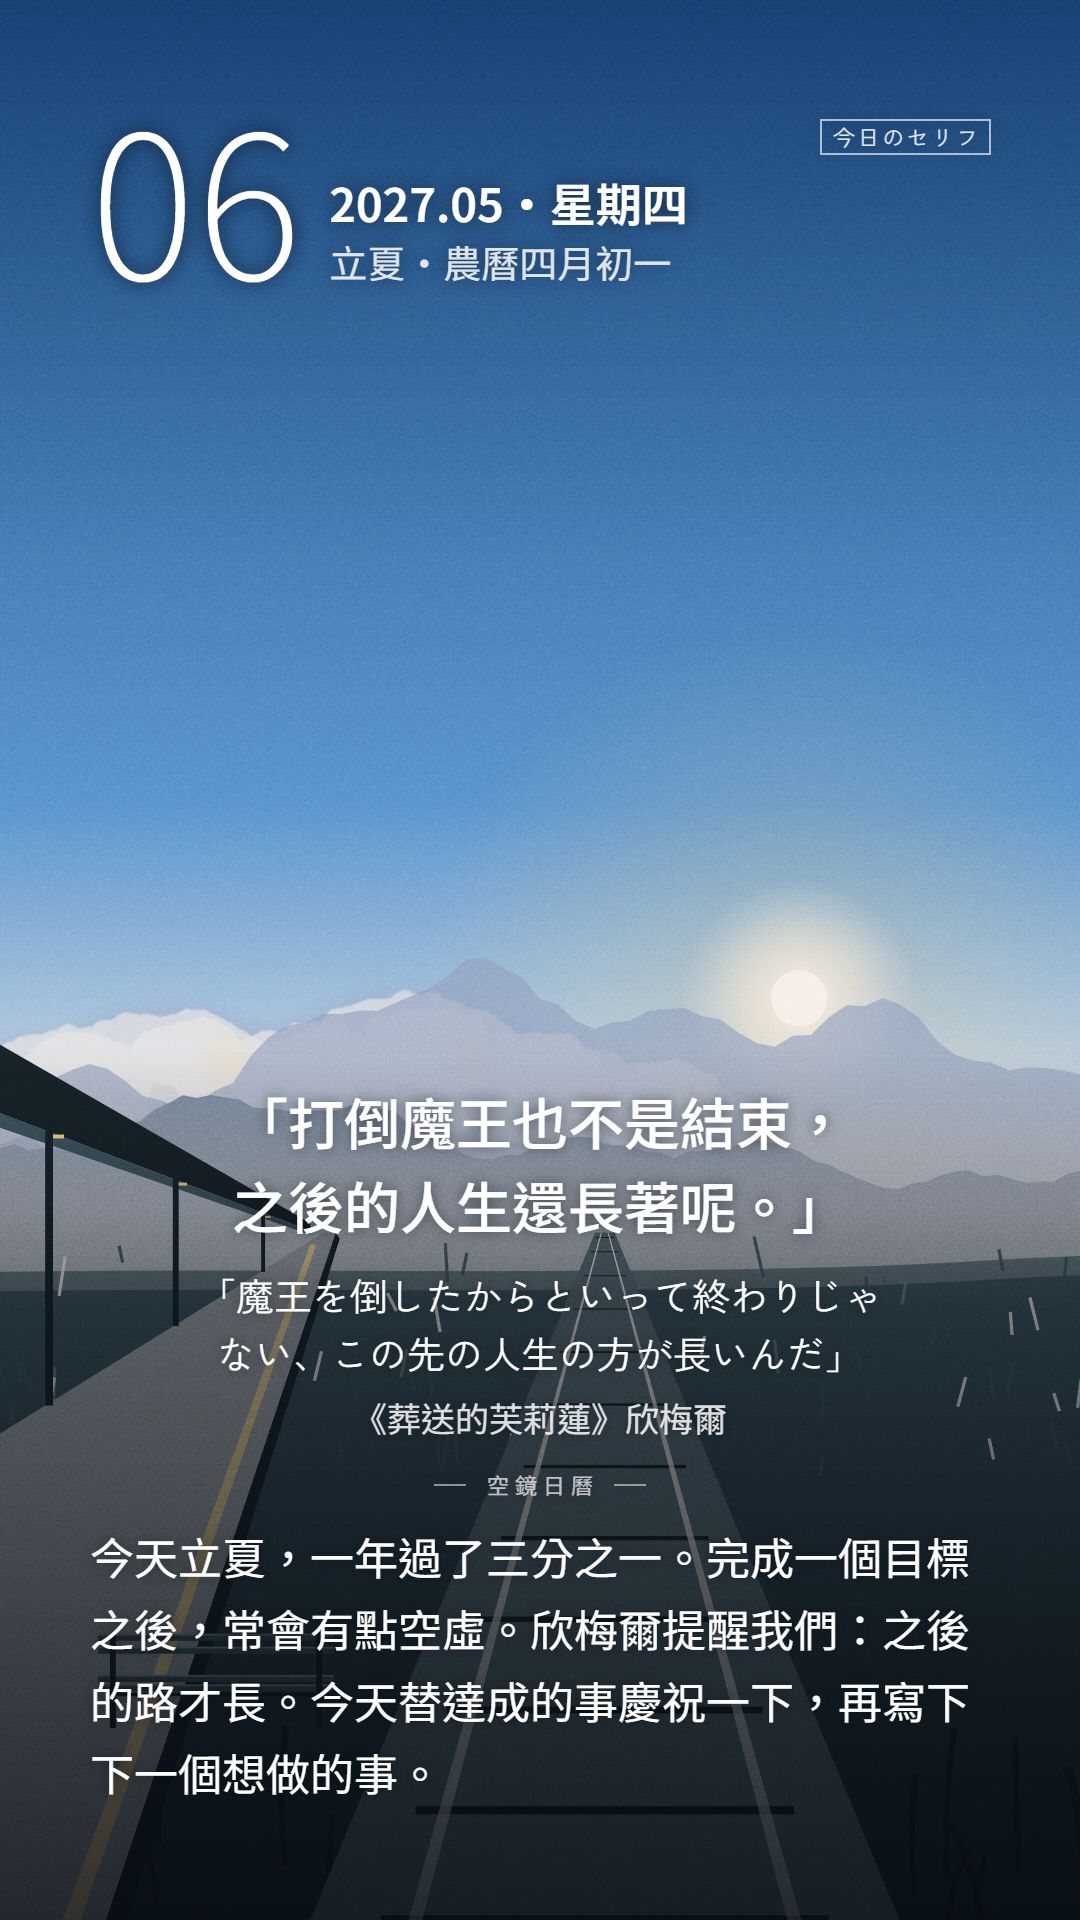 06
今日のセリフ
2027.05・星期四
立夏・農曆四月初一
「打倒魔王也不是結束，
之後的人生還長著呢。」
「魔王を倒したからといって終わりじゃ
ない、この先の人生の方が長いんだ」
《葬送的芙莉蓮》欣梅爾
空鏡日曆
今天立夏，一年過了三分之一。完成一個目標
之後，常會有點空虛。欣梅爾提醒我們：之後
的路才長。今天替達成的事慶祝一下，再寫下
下一個想做的事。